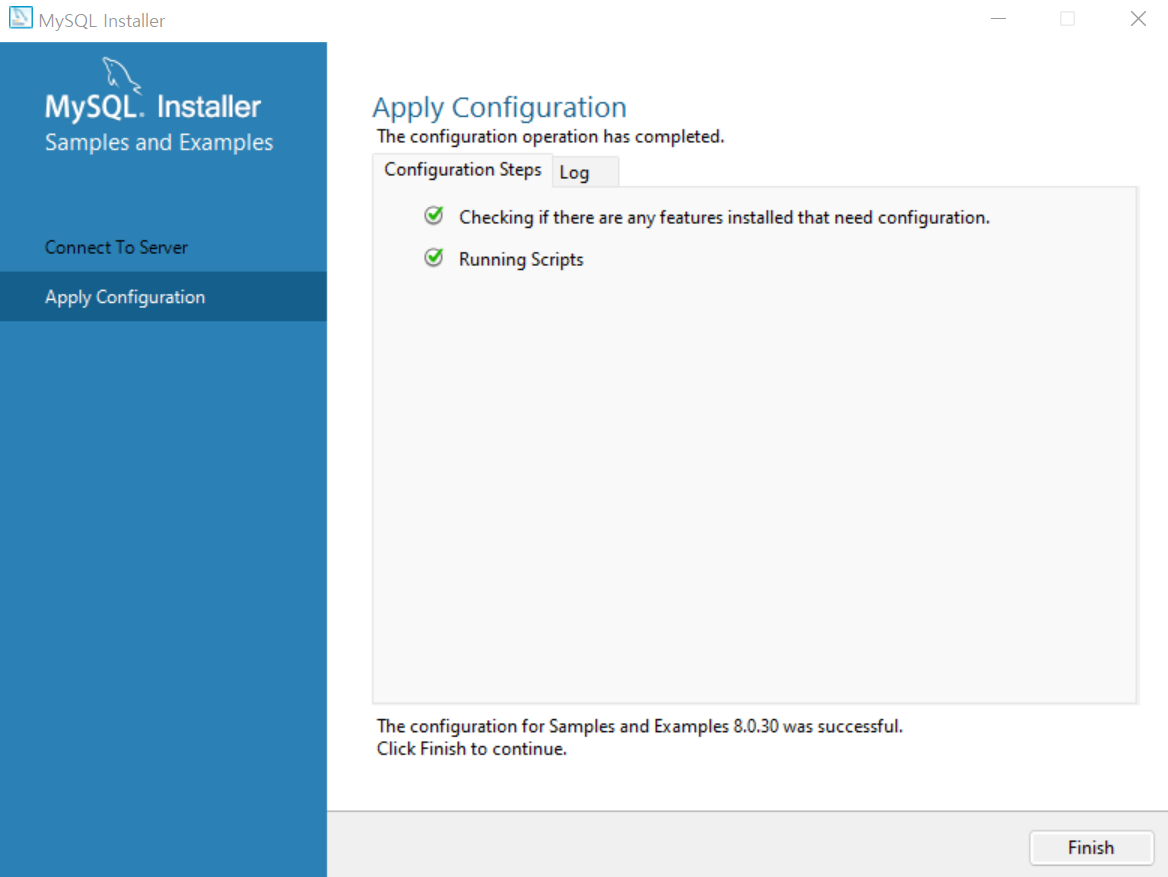 MySQL Installer
MySQL. Installer
Samples and Examples
Connect To Server
Apply Configuration
Apply Configuration
The configuration operation has completed.
Configuration Steps
Log
Checking if there are any features installed that need configuration.
Running Scripts
The configuration for Samples and Examples 8.0.30 was successful.
Click Finish to continue.
Finish